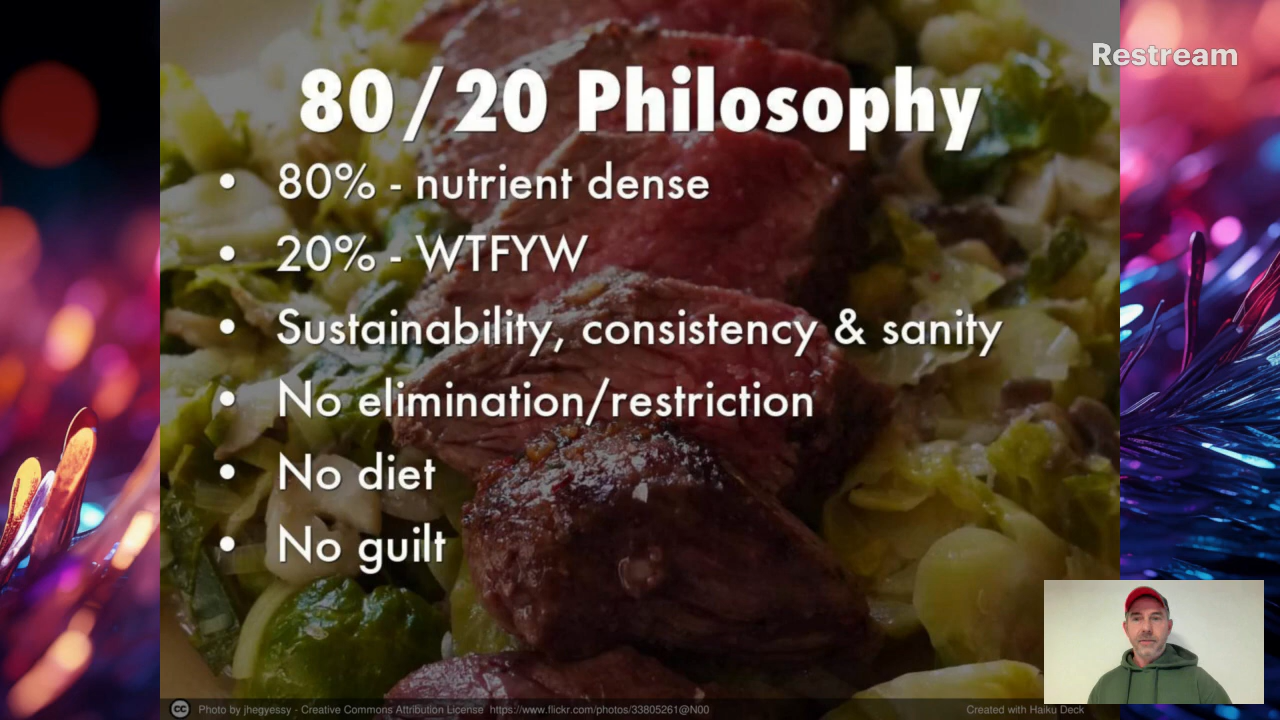 Restream
80/20 Philosophy
• 80% - nutrient dense
• 20% - WTFYW
• Sustainability, consistency & sanity
• No elimination/restriction
• No diet
• No guilt
cc Photo by jhegyessy - Creative Commons Attribution License https://www.flickr.com/photos/33805261@N00
Created with Haiku Deck